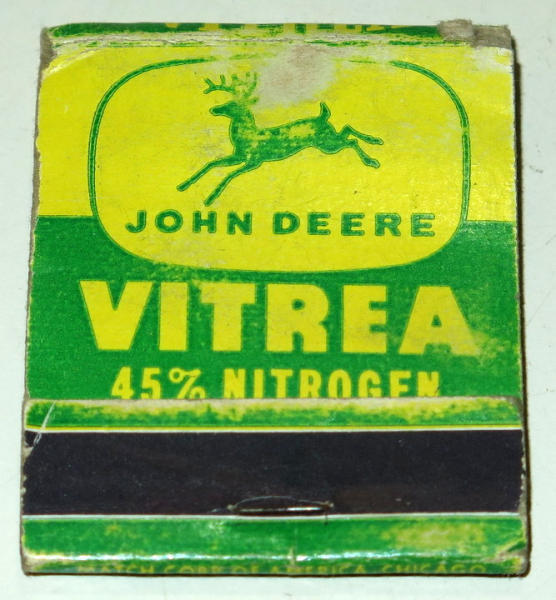 JOHN DEERE
VITREA
45% NITROGEN
MATCH CORP. OF AMERICA, CHICAGO